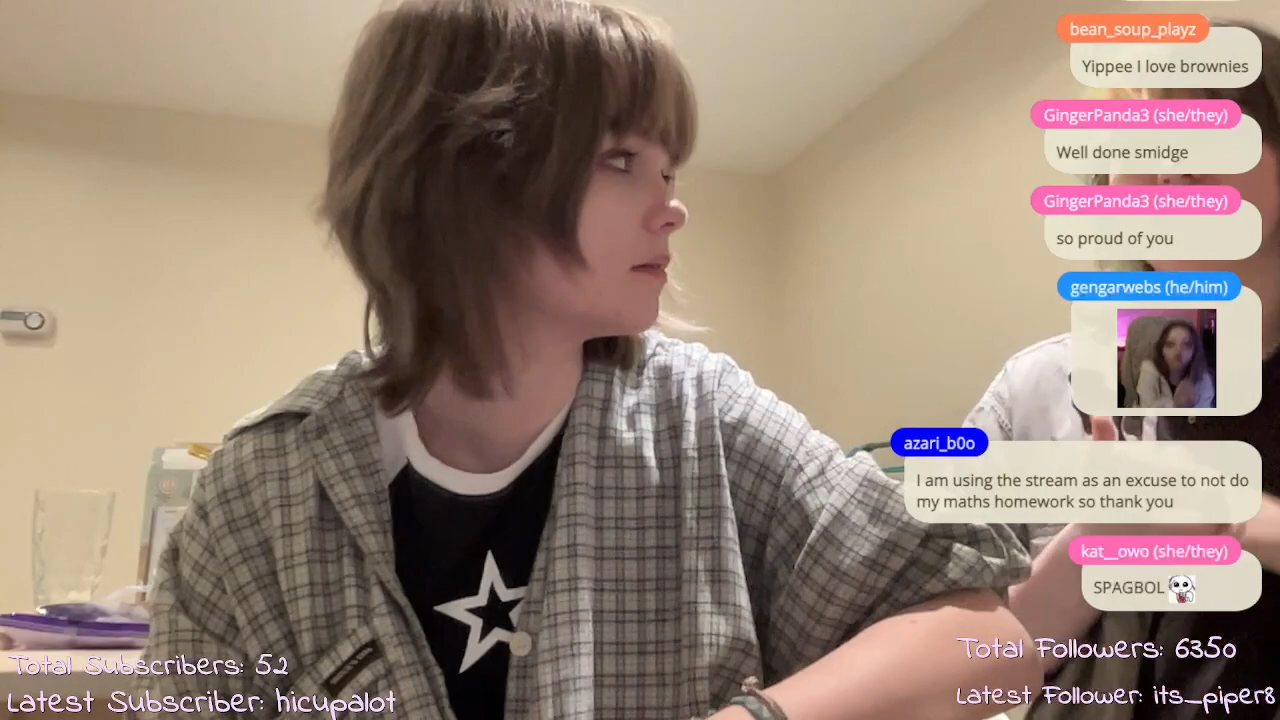 bean_soup_playz
Yippee I love brownies
GingerPanda3 (she/they)
Well done smidge
GingerPanda3 (she/they)
so proud of you
gengarwebs (he/him)
azari_b0o
I am using the stream as an excuse to not do
my maths homework so thank you
kat__owo (she/they)
SPAGBOL
Total Subscribers: 52
Latest Subscriber: hicupalot
Total Followers: 6350
Latest Follower: its_piper8